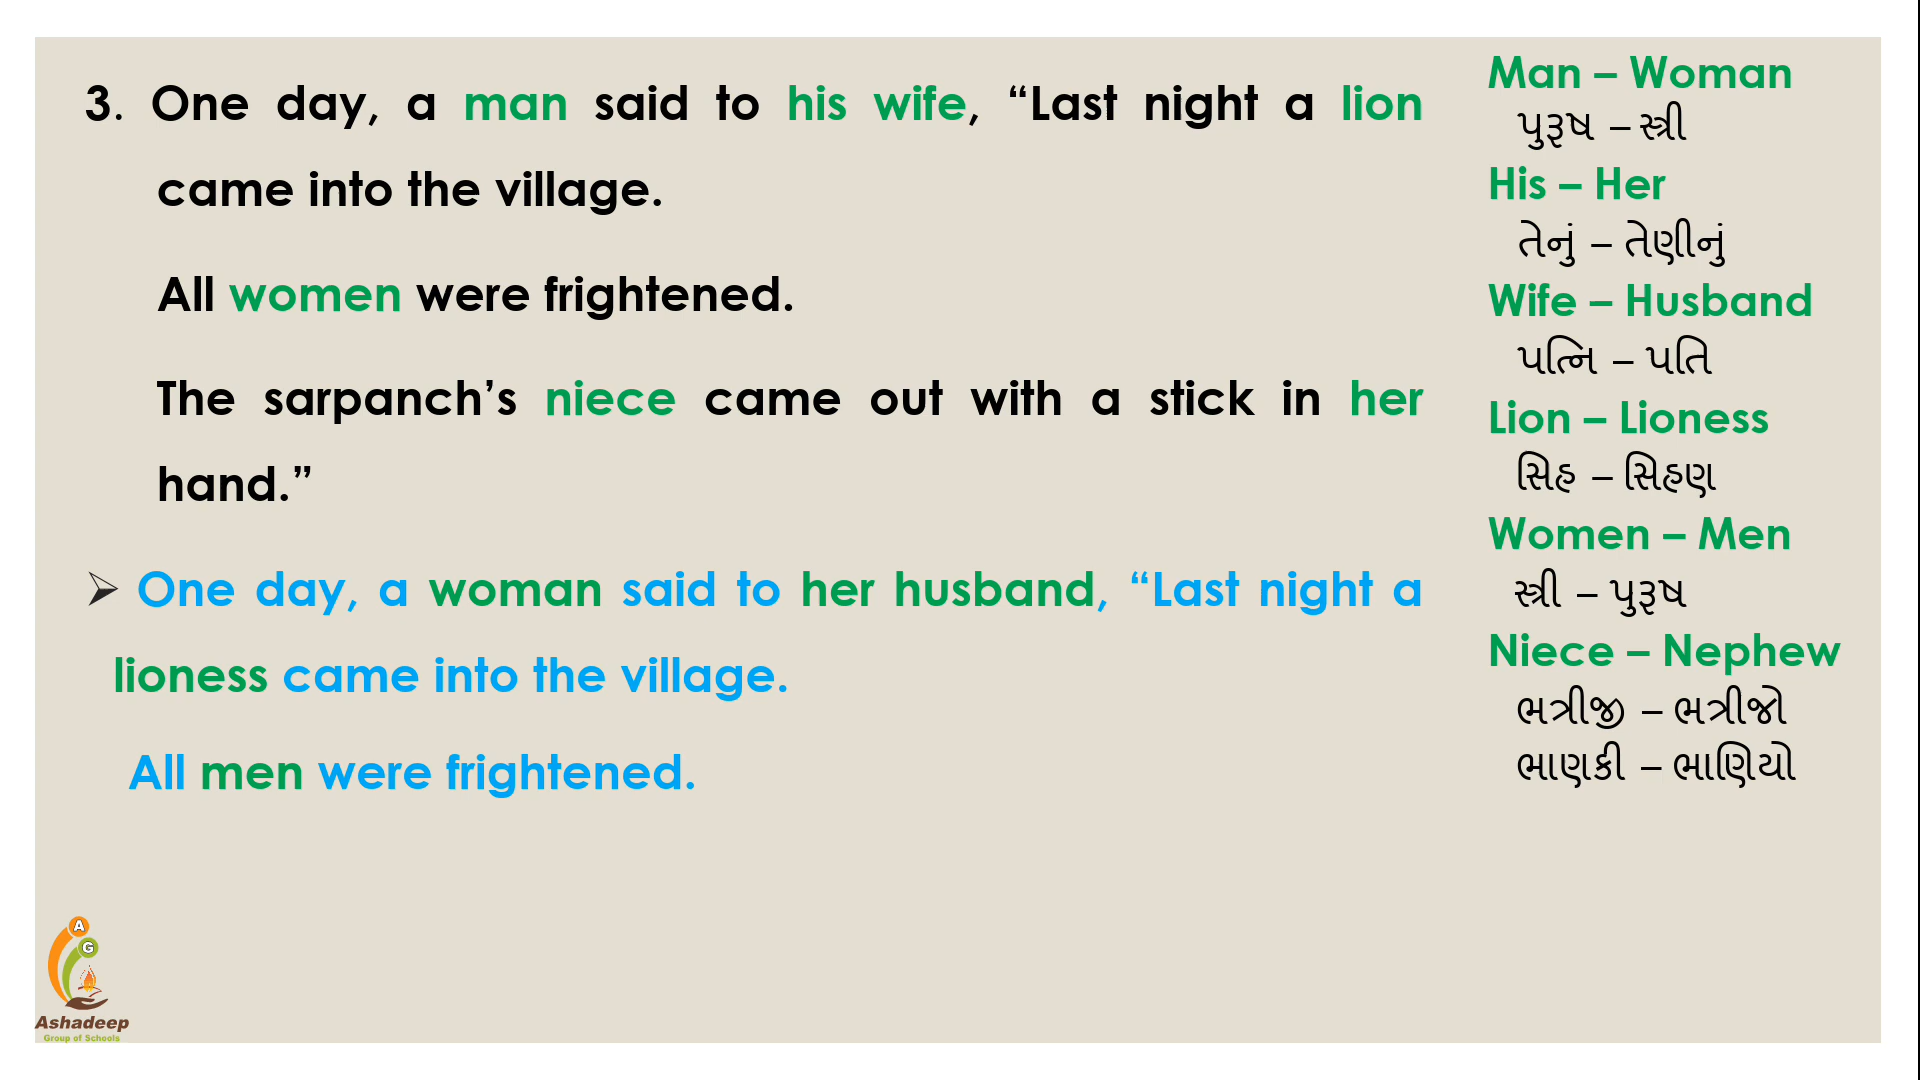 3. One day, a man said to his wife, “Last night a lion
came into the village.
All women were frightened.
The sarpanch’s niece came out with a stick in her
hand.”
➢ One day, a woman said to her husband, “Last night a
lioness came into the village.
All men were frightened.
Man – Woman
પુરૂષ – સ્ત્રી
His – Her
તેનું – તેણીનું
Wife – Husband
પત્નિ – પતિ
Lion – Lioness
સિહ – સિહણ
Women – Men
સ્ત્રી – પુરૂષ
Niece – Nephew
ભત્રીજી – ભત્રીજો
ભાણકી – ભાણિયો
A
G
Ashadeep
Group of Schools